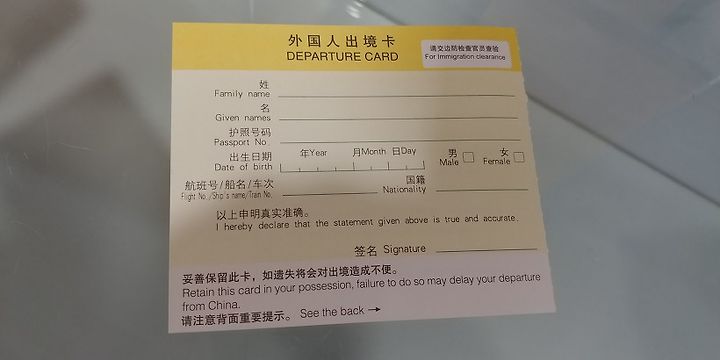 外国人出境卡
DEPARTURE CARD
请交边防检查官员查验
For Immigration clearance
姓
Family name
名
Given names
护照号码
Passport No.
出生日期
Date of birth
年Year 月Month 日Day
男
Male
女
Female
航班号/船名/车次
Flight No./Ship's name/Train No.
国籍
Nationality
以上申明真实准确。
I hereby declare that the statement given above is true and accurate.
签名 Signature
妥善保留此卡，如遗失将会对出境造成不便。
Retain this card in your possession, failure to do so may delay your departure
from China.
请注意背面重要提示。 See the back →